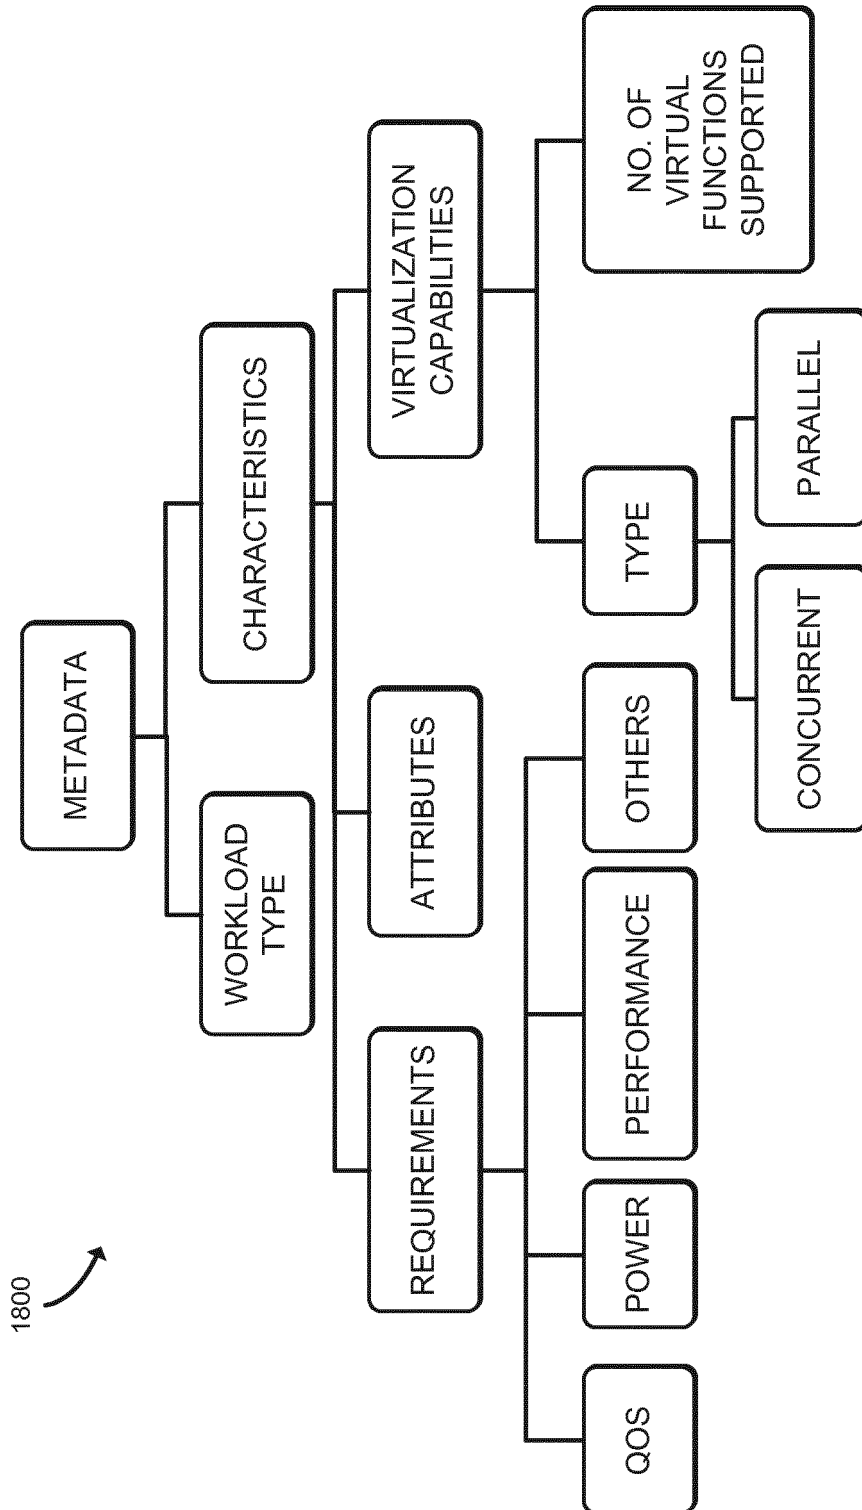 1800
METADATA
WORKLOAD
TYPE
CHARACTERISTICS
REQUIREMENTS
ATTRIBUTES
VIRTUALIZATION
CAPABILITIES
QOS
POWER
PERFORMANCE
OTHERS
TYPE
NO. OF
VIRTUAL
FUNCTIONS
SUPPORTED
CONCURRENT
PARALLEL